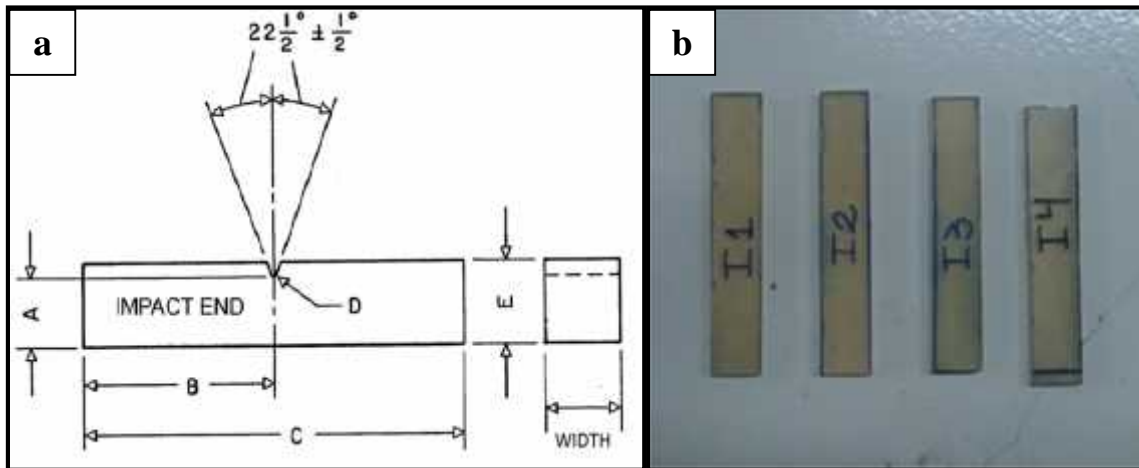 a
22 1/2° ± 1/2°
A
IMPACT END
D
E
B
C
WIDTH
b
I1
I2
I3
I4